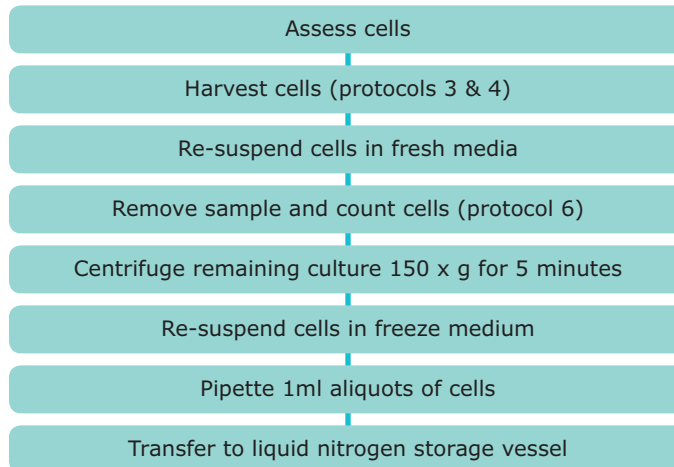 Assess cells
Harvest cells (protocols 3 & 4)
Re-suspend cells in fresh media
Remove sample and count cells (protocol 6)
Centrifuge remaining culture 150 x g for 5 minutes
Re-suspend cells in freeze medium
Pipette 1ml aliquots of cells
Transfer to liquid nitrogen storage vessel